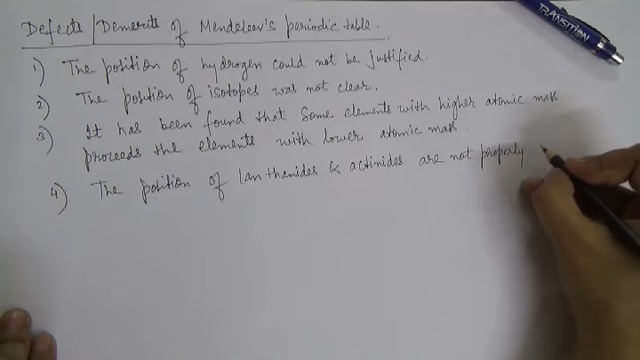 Defects/Demerits of Mendeleev's periodic table.
TRANSITION
1) The position of hydrogen could not be justified.
2) The position of isotopes was not clear.
3) It has been found that some elements with higher atomic mass
proceeds the elements with lower atomic mass.
4) The position of lanthanides & actinides are not properly